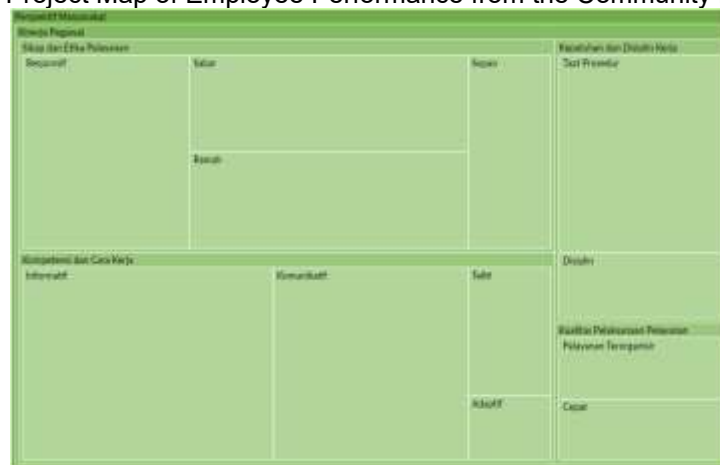 Project Map of Employee Performance from the Community
Perspektif Masyarakat
Kinerja Pegawai
Sikap dan Etika Pelayanan
Kepatuhan dan Disiplin Kerja
Responsif
Sabar
Sopan
Taat Prosedur
Ramah
Kompetensi dan Cara Kerja
Disiplin
Informatif
Komunikatif
Teliti
Kualitas Pelaksanaan Pelayanan
Pelayanan Terorganisir
Adaptif
Cepat